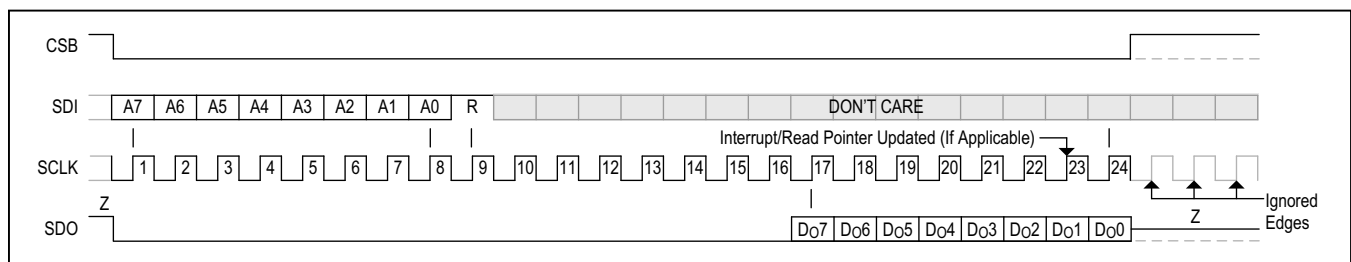 CSB
SDI A7 A6 A5 A4 A3 A2 A1 A0 R DON'T CARE
Interrupt/Read Pointer Updated (If Applicable)
SCLK 1 2 3 4 5 6 7 8 9 10 11 12 13 14 15 16 17 18 19 20 21 22 23 24
Ignored
Edges
Z Z
SDO DO7 DO6 DO5 DO4 DO3 DO2 DO1 DO0